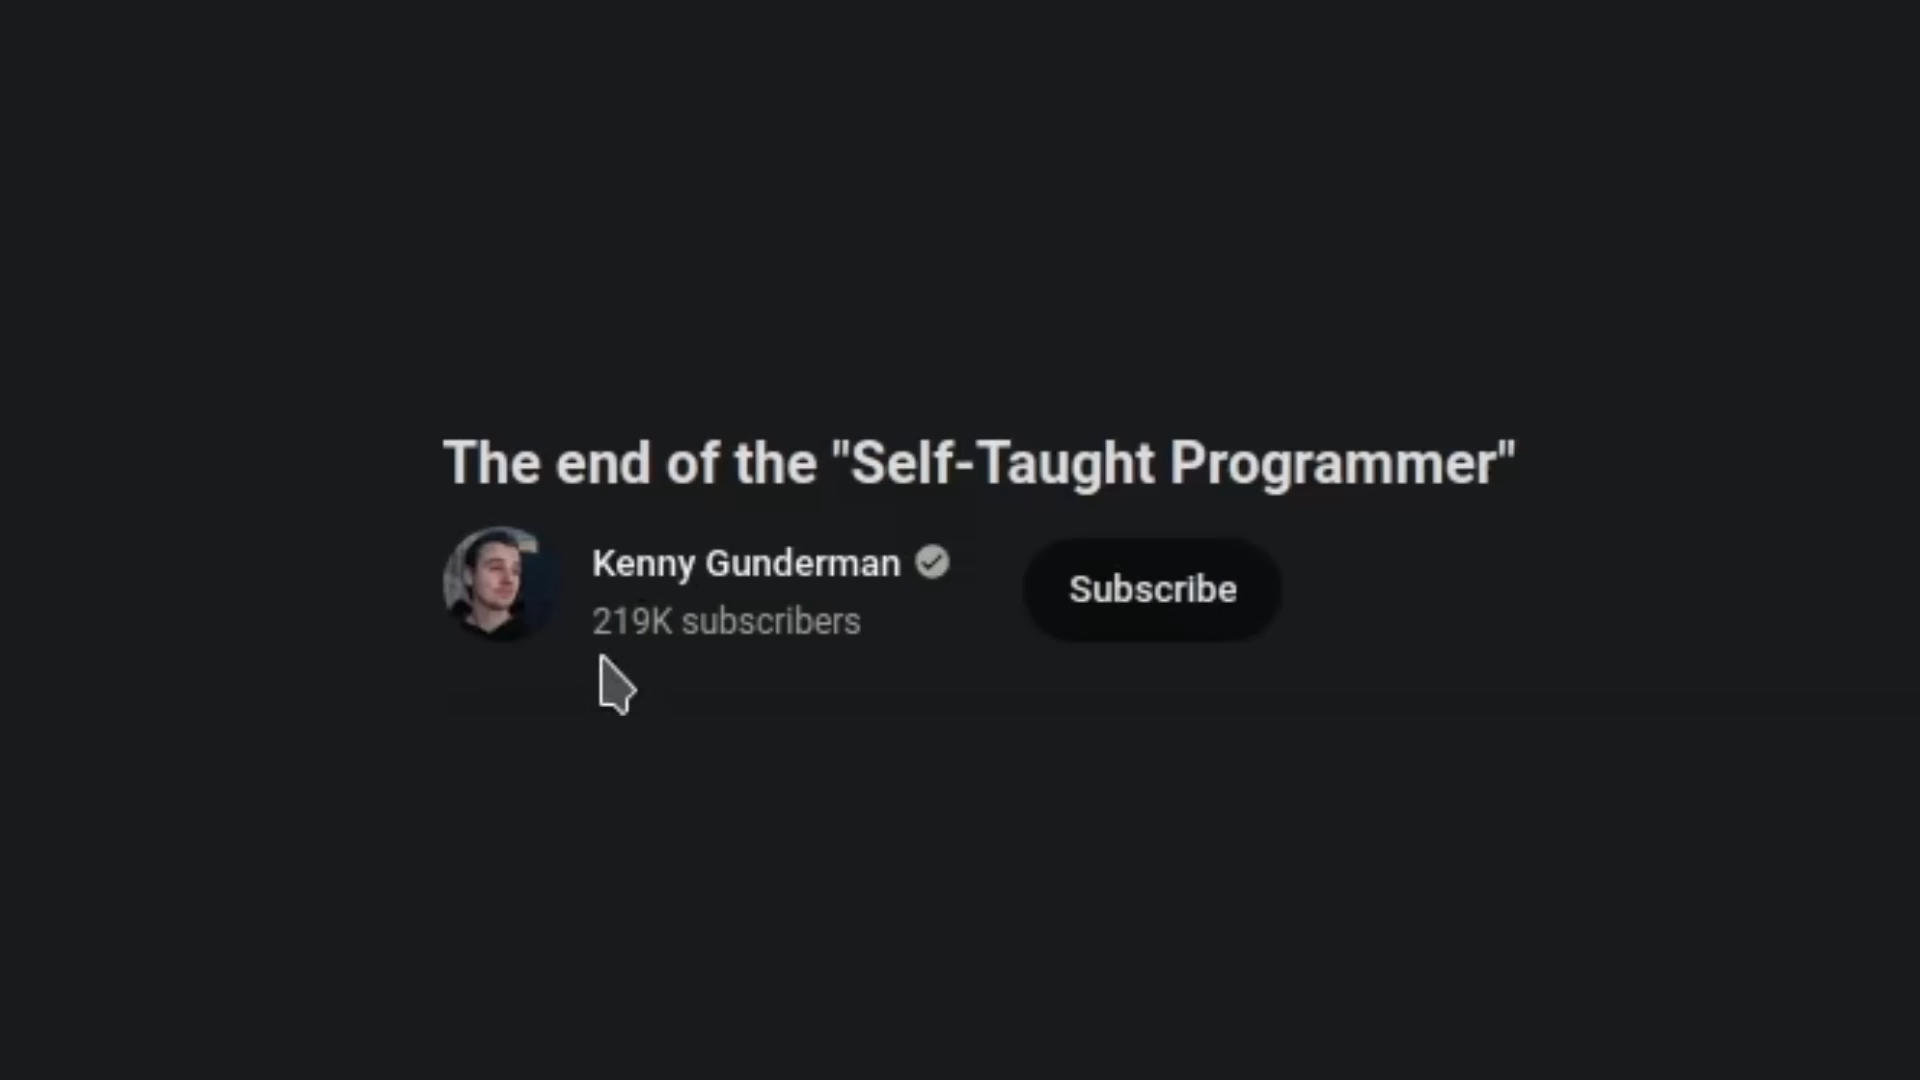 The end of the "Self-Taught Programmer"
Kenny Gunderman
Subscribe
219K subscribers